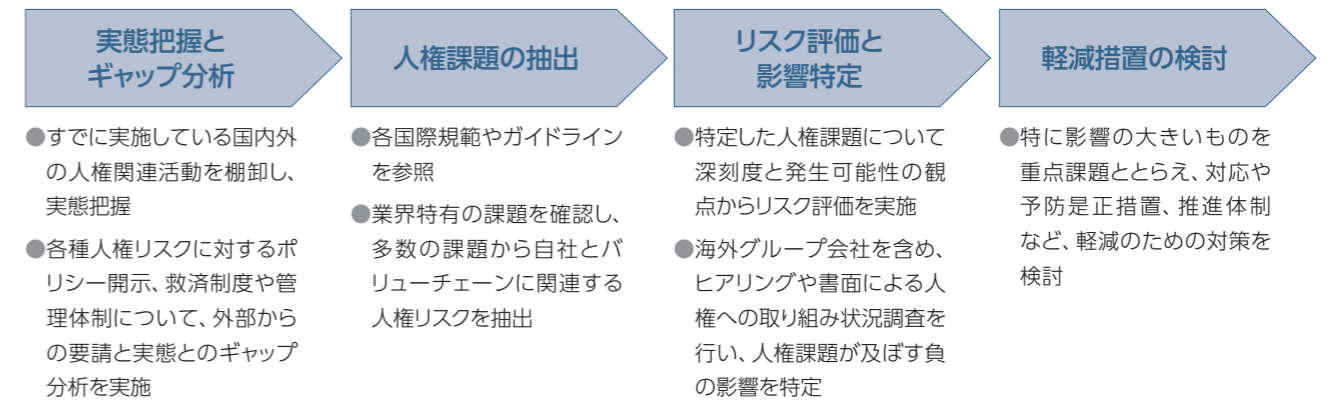 実態把握と
ギャップ分析
●すでに実施している国内外
の人権関連活動を棚卸し、
実態把握
●各種人権リスクに対するポ
リシー開示、救済制度や管
理体制について、外部から
の要請と実態とのギャップ
分析を実施
人権課題の抽出
●各国際規範やガイドライン
を参照
●業界特有の課題を確認し、
多数の課題から自社とバ
リューチェーンに関連する
人権リスクを抽出
リスク評価と
影響特定
●特定した人権課題について
深刻度と発生可能性の観
点からリスク評価を実施
●海外グループ会社を含め、
ヒアリングや書面による人
権への取り組み状況調査を
行い、人権課題が及ぼす負
の影響を特定
軽減措置の検討
●特に影響の大きいものを
重点課題ととらえ、対応や
予防是正措置、推進体制
など、軽減のための対策を
検討